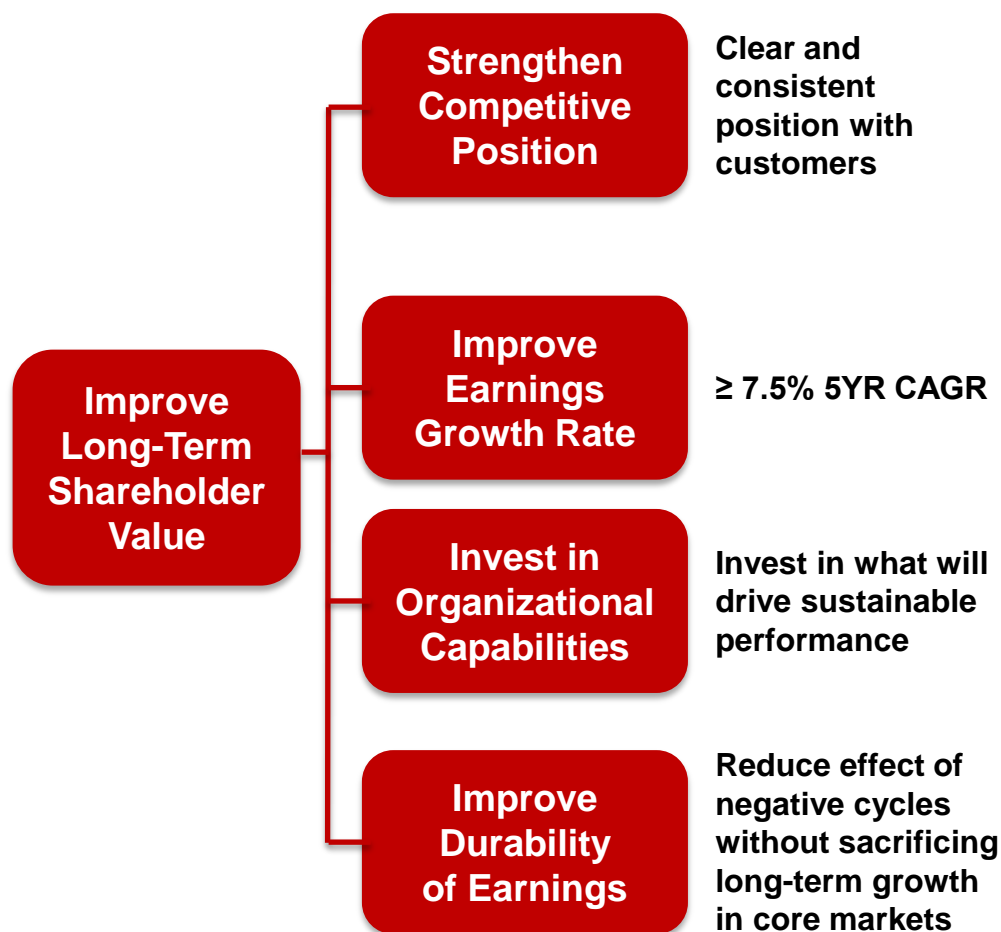 Strengthen
Competitive
Position
Clear and
consistent
position with
customers
Improve
Earnings
Growth Rate
≥ 7.5% 5YR CAGR
Improve
Long-Term
Shareholder
Value
Invest in
Organizational
Capabilities
Invest in what will
drive sustainable
performance
Improve
Durability
of Earnings
Reduce effect of
negative cycles
without sacrificing
long-term growth
in core markets